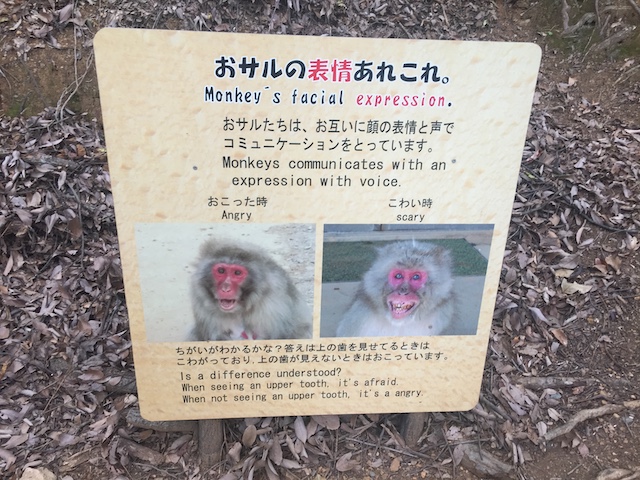 おサルの表情あれこれ。
Monkey´s facial expression.
おサルたちは、お互いに顔の表情と声で
コミュニケーションをとっています。
Monkeys communicates with an
expression with voice.
おこった時
Angry
こわい時
scary
ちがいがわかるかな？答えは上の歯を見せてるときは
こわがっており、上の歯が見えないときはおこっています。
Is a difference understood?
When seeing an upper tooth, it's afraid.
When not seeing an upper tooth, it's a angry.